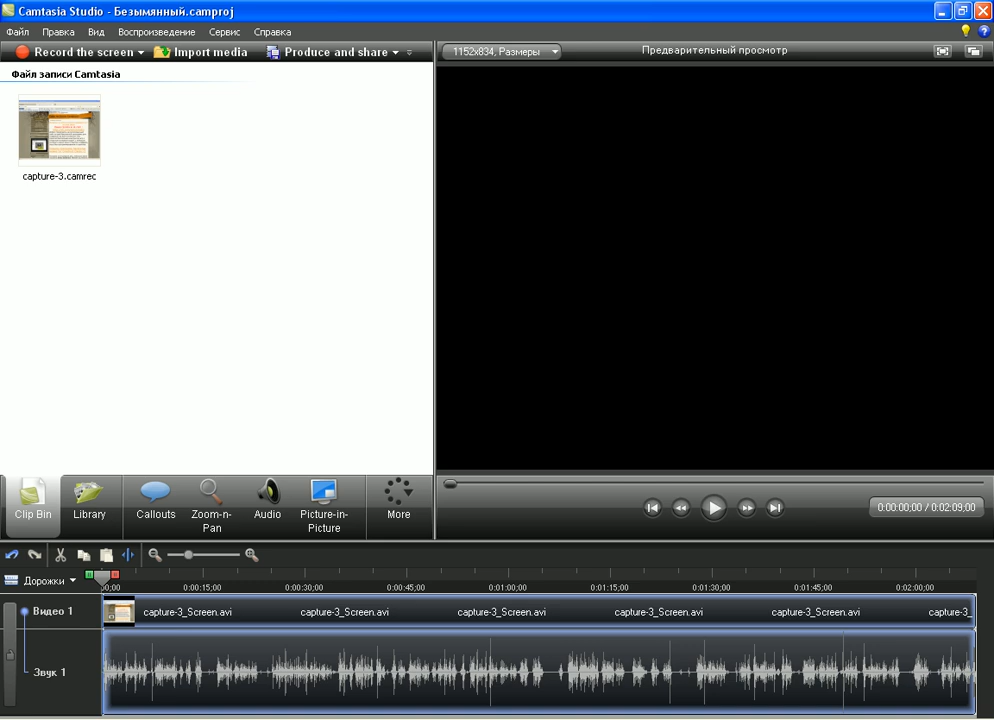 Camtasia Studio - Безымянный.camproj
Файл Правка Вид Воспроизведение Сервис Справка
Record the screen Import media Produce and share
1152x834, Размеры Предварительный просмотр
Файл записи Camtasia
capture-3.camrec
Clip Bin Library Callouts Zoom-n-Pan Audio Picture-in-Picture More
0:00:00;00 / 0:02:09;00
Дорожки
0:00:15;00 0:00:30;00 0:00:45;00 0:01:00;00 0:01:15;00 0:01:30;00 0:01:45;00 0:02:00;00
Видео 1 capture-3_Screen.avi capture-3_Screen.avi capture-3_Screen.avi capture-3_Screen.avi capture-3_Screen.avi capture-3_
Звук 1